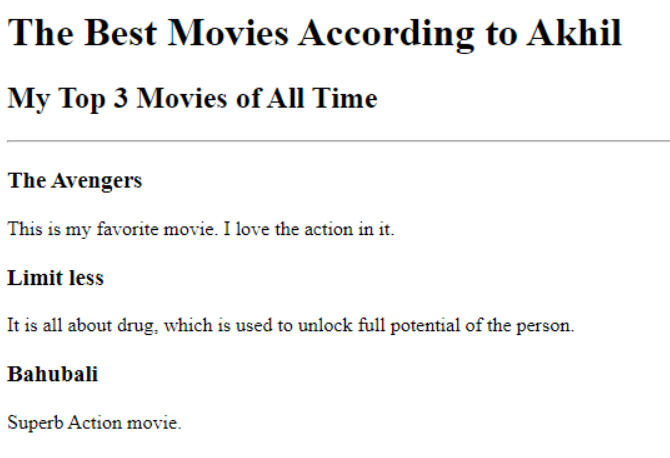 The Best Movies According to Akhil
My Top 3 Movies of All Time
The Avengers
This is my favorite movie. I love the action in it.
Limit less
It is all about drug, which is used to unlock full potential of the person.
Bahubali
Superb Action movie.